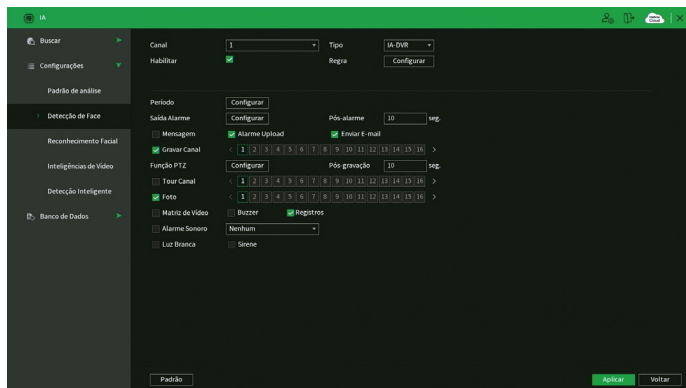 IA
Buscar
Configurações
Padrão de análise
Detecção de Face
Reconhecimento Facial
Inteligências de Vídeo
Detecção Inteligente
Banco de Dados
Canal 1 Tipo IA-DVR
Habilitar Regra Configurar
Período Configurar
Saída Alarme Configurar Pós-alarme 10 seg.
Mensagem Alarme Upload Enviar E-mail
Gravar Canal < 1 2 3 4 5 6 7 8 9 10 11 12 13 14 15 16 >
Função PTZ Configurar Pós-gravação 10 seg.
Tour Canal < 1 2 3 4 5 6 7 8 9 10 11 12 13 14 15 16 >
Foto < 1 2 3 4 5 6 7 8 9 10 11 12 13 14 15 16 >
Matriz de Vídeo Buzzer Registros
Alarme Sonoro Nenhum
Luz Branca Sirene
Padrão Aplicar Voltar